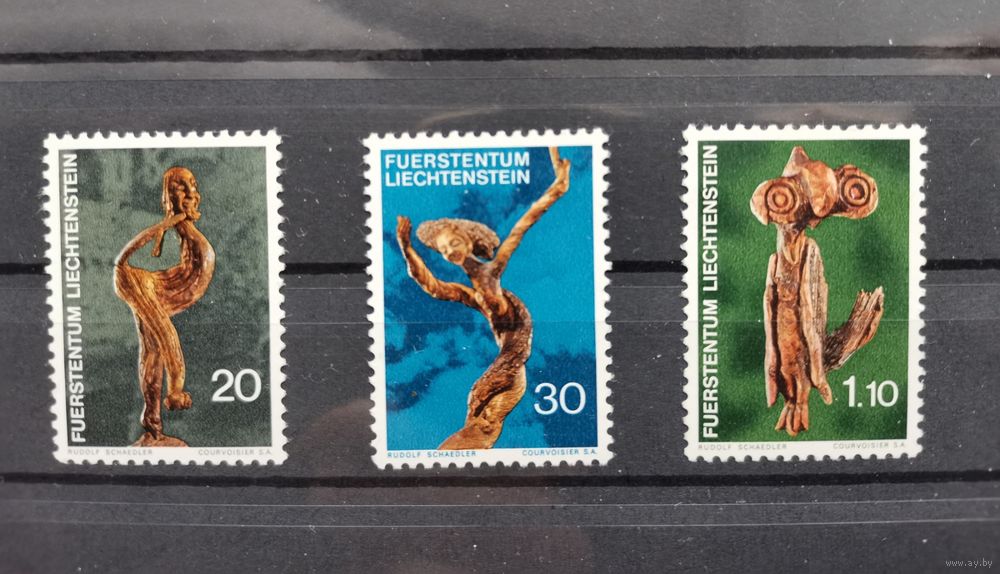 FUERSTENTUM LIECHTENSTEIN
20
RUDOLF SCHAEDLER COURVOISIER S.A.
FUERSTENTUM
LIECHTENSTEIN
30
RUDOLF SCHAEDLER COURVOISIER S.A.
FUERSTENTUM LIECHTENSTEIN
1.10
RUDOLF SCHAEDLER COURVOISIER S.A.
www.ay.by